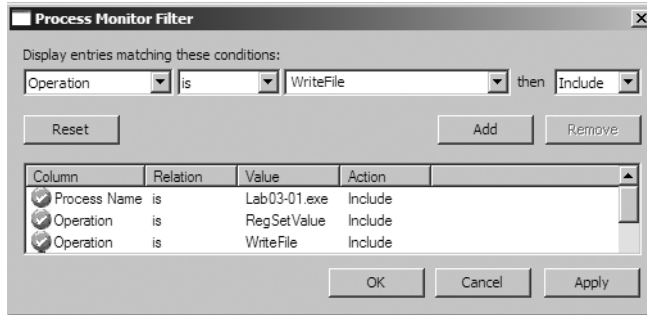 Process Monitor Filter
Display entries matching these conditions:
Operation is WriteFile then Include
Reset Add Remove
Column Relation Value Action
Process Name is Lab03-01.exe Include
Operation is RegSetValue Include
Operation is WriteFile Include
OK Cancel Apply